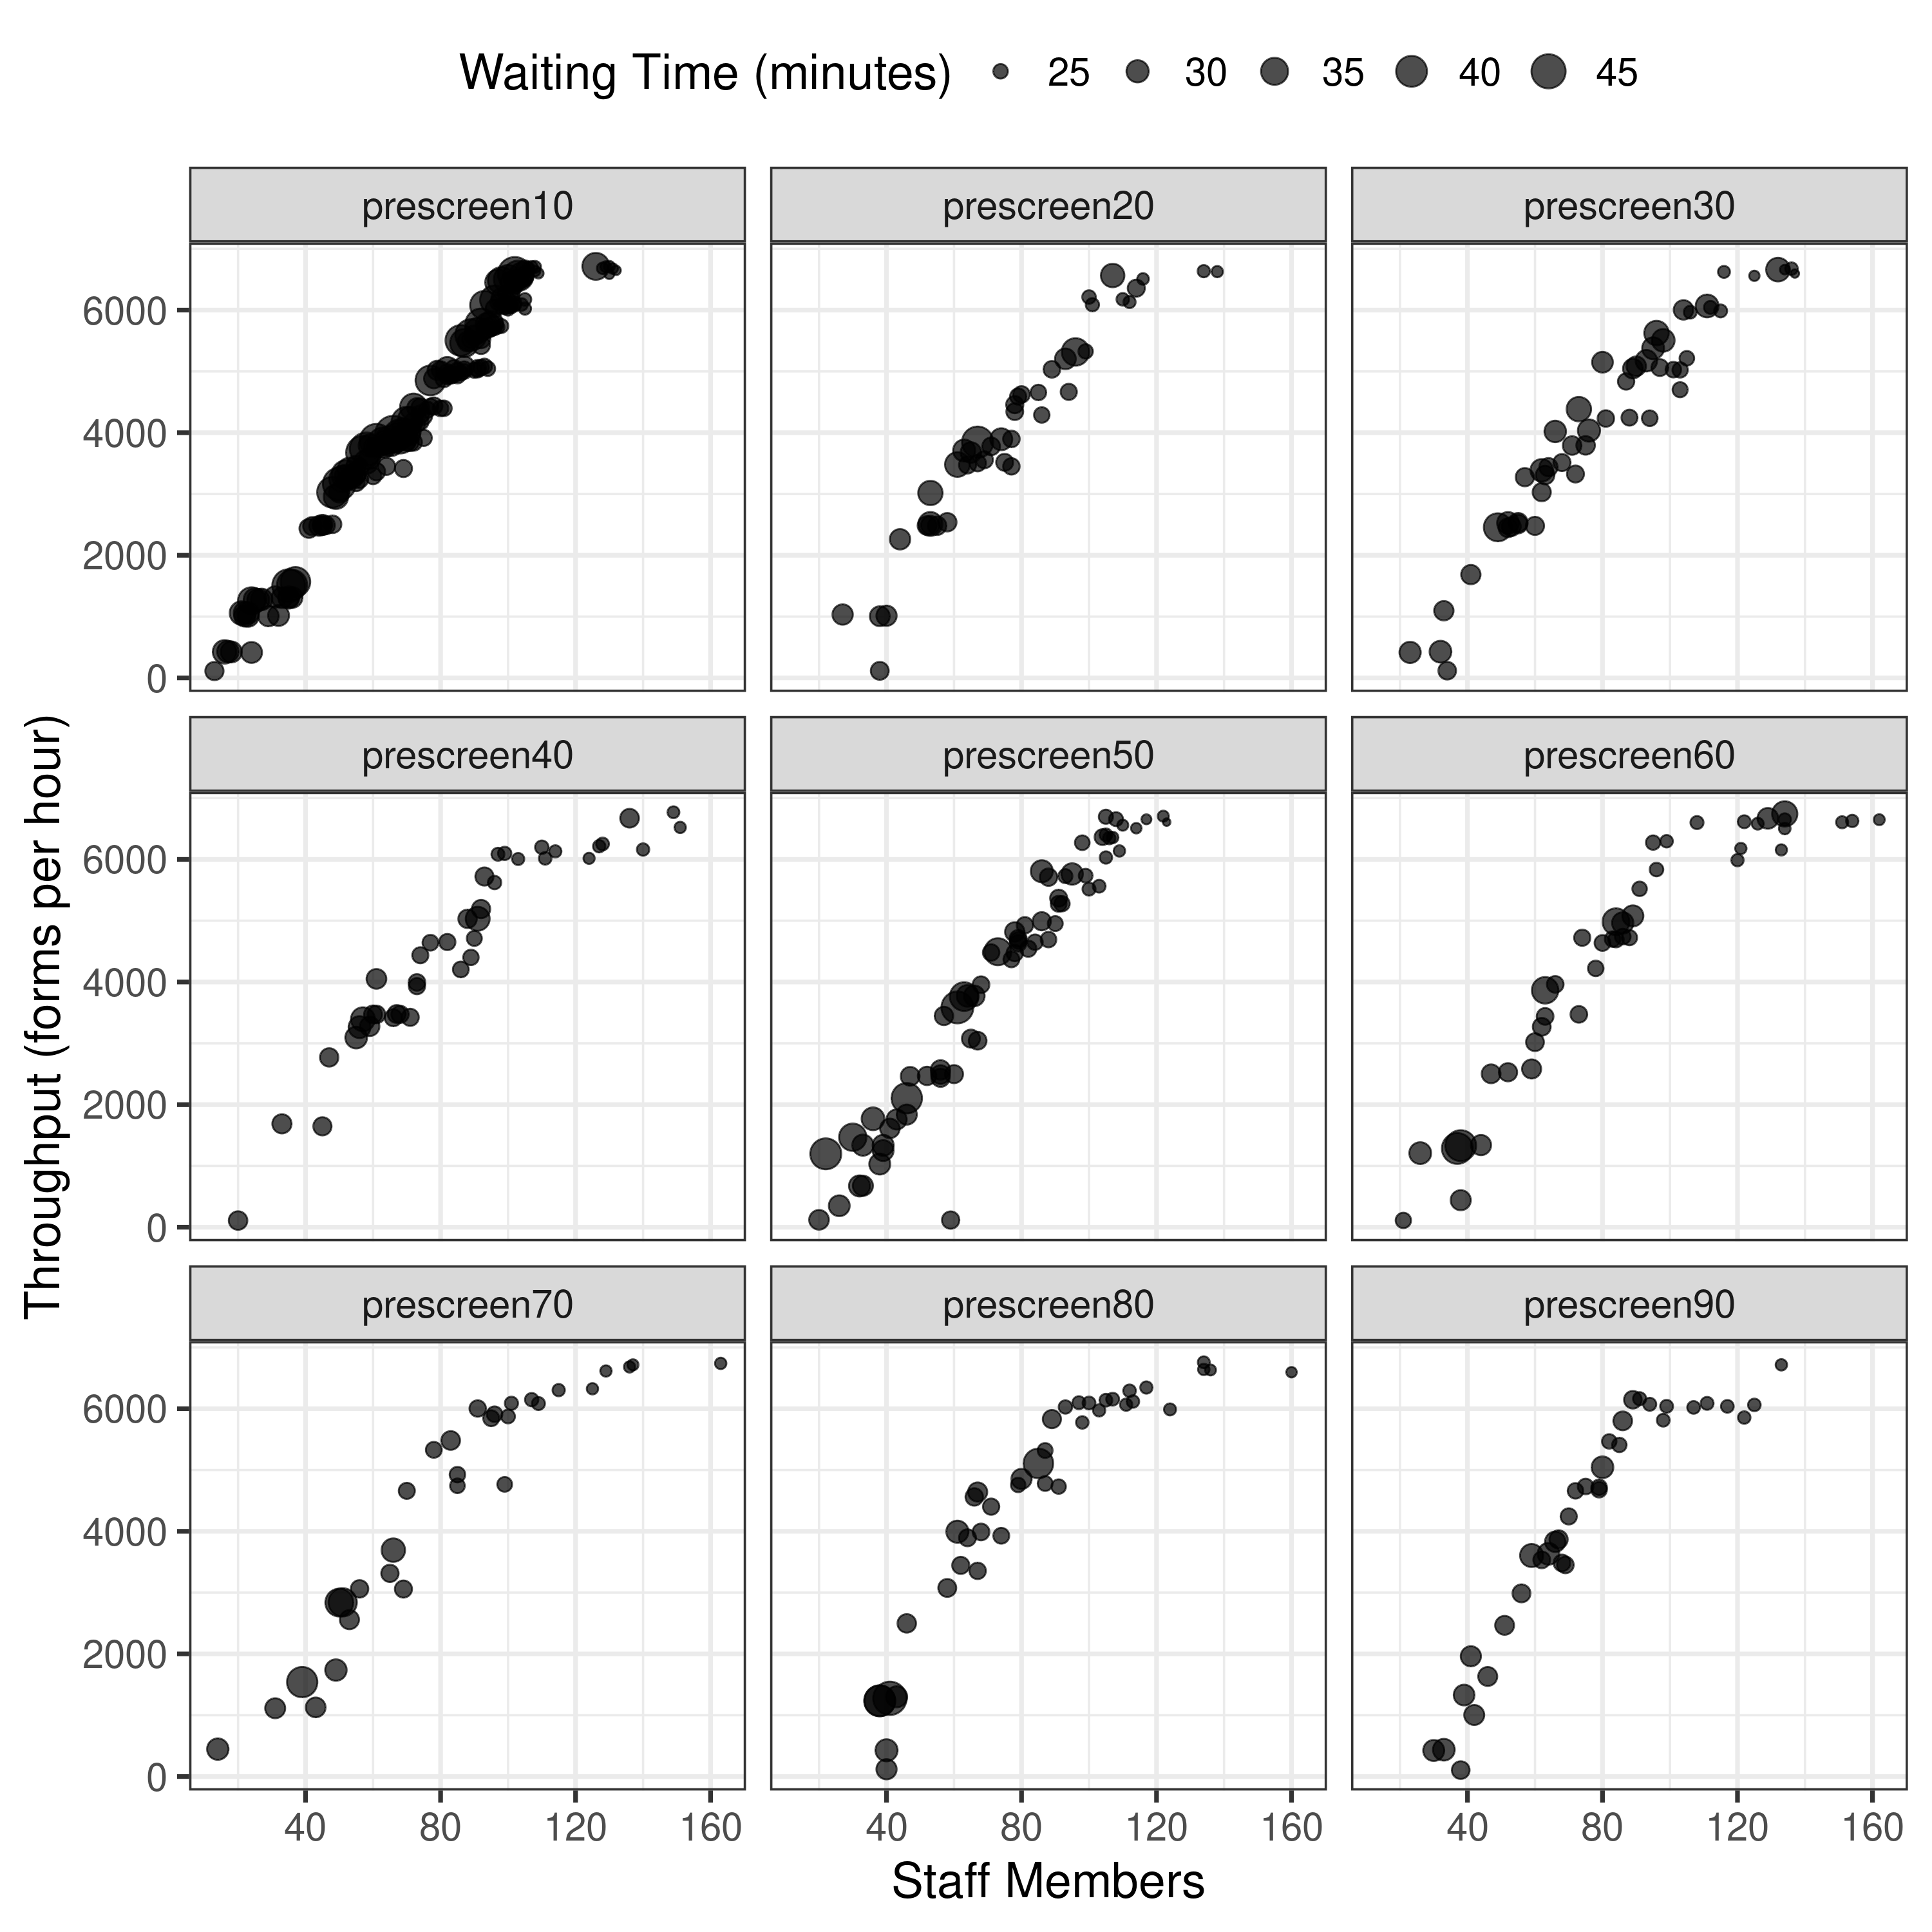 Waiting Time (minutes) 25 30 35 40 45
prescreen10 prescreen20 prescreen30
6000
4000
2000
0
prescreen40 prescreen50 prescreen60
6000
4000
2000
0
prescreen70 prescreen80 prescreen90
6000
4000
2000
0
Throughput (forms per hour)
40 80 120 160 40 80 120 160 40 80 120 160
Staff Members